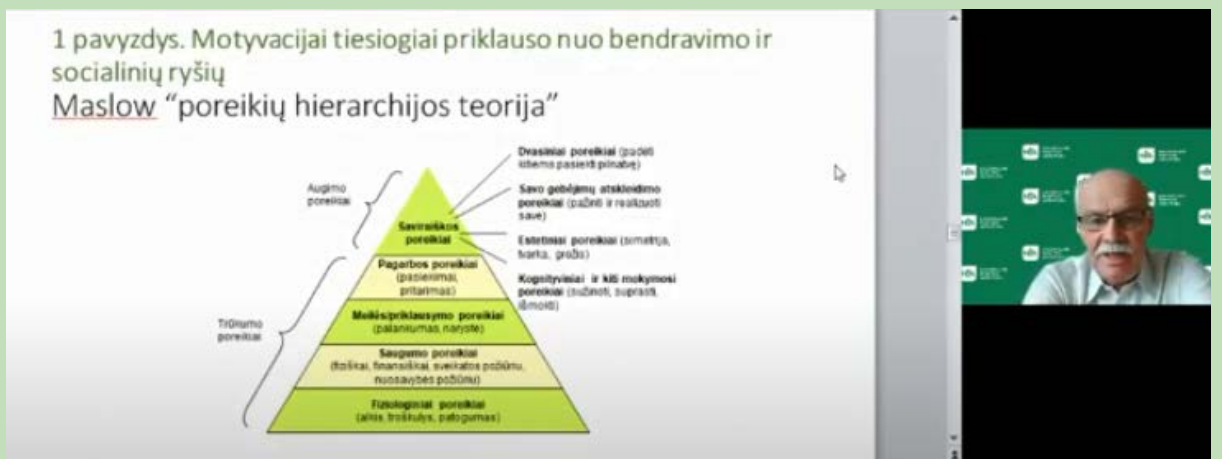 1 pavyzdys. Motyvacijai tiesiogiai priklauso nuo bendravimo ir
socialinių ryšių
Maslow “poreikių hierarchijos teorija”
Augimo
poreikiai
Saviraiškos
poreikiai
Dvasiniai poreikiai (padėti
kitiems pasiekti pilnatvę)
Savo gebėjimų atskleidimo
poreikiai (pažinti ir realizuoti
save)
Estetiniai poreikiai (simetrija,
tvarka, grožis)
Kognityviniai ir kiti mokymosi
poreikiai (sužinoti, suprasti,
išmokti)
Trūkumo
poreikiai
Pagarbos poreikiai
(pasiekimai,
pritarimas)
Meilės/priklausymo poreikiai
(palankumas, narystė)
Saugumo poreikiai
(fiziškai, finansiškai, sveikatos požiūriu,
nuosavybės požiūriu)
Fiziologiniai poreikiai
(alkis, troškulys, patogumas)